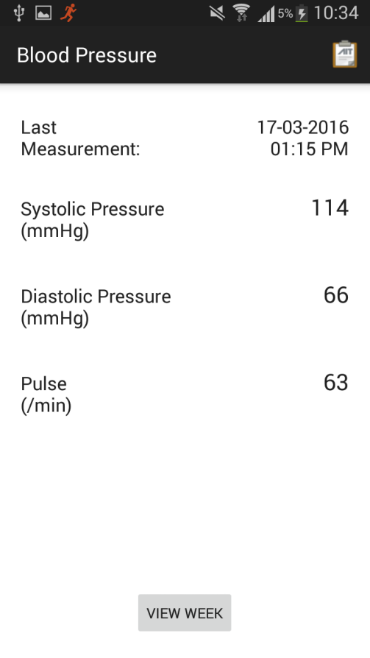 5% 10:34
Blood Pressure
AIT
Last 17-03-2016
Measurement: 01:15 PM
Systolic Pressure 114
(mmHg)
Diastolic Pressure 66
(mmHg)
Pulse 63
(/min)
VIEW WEEK